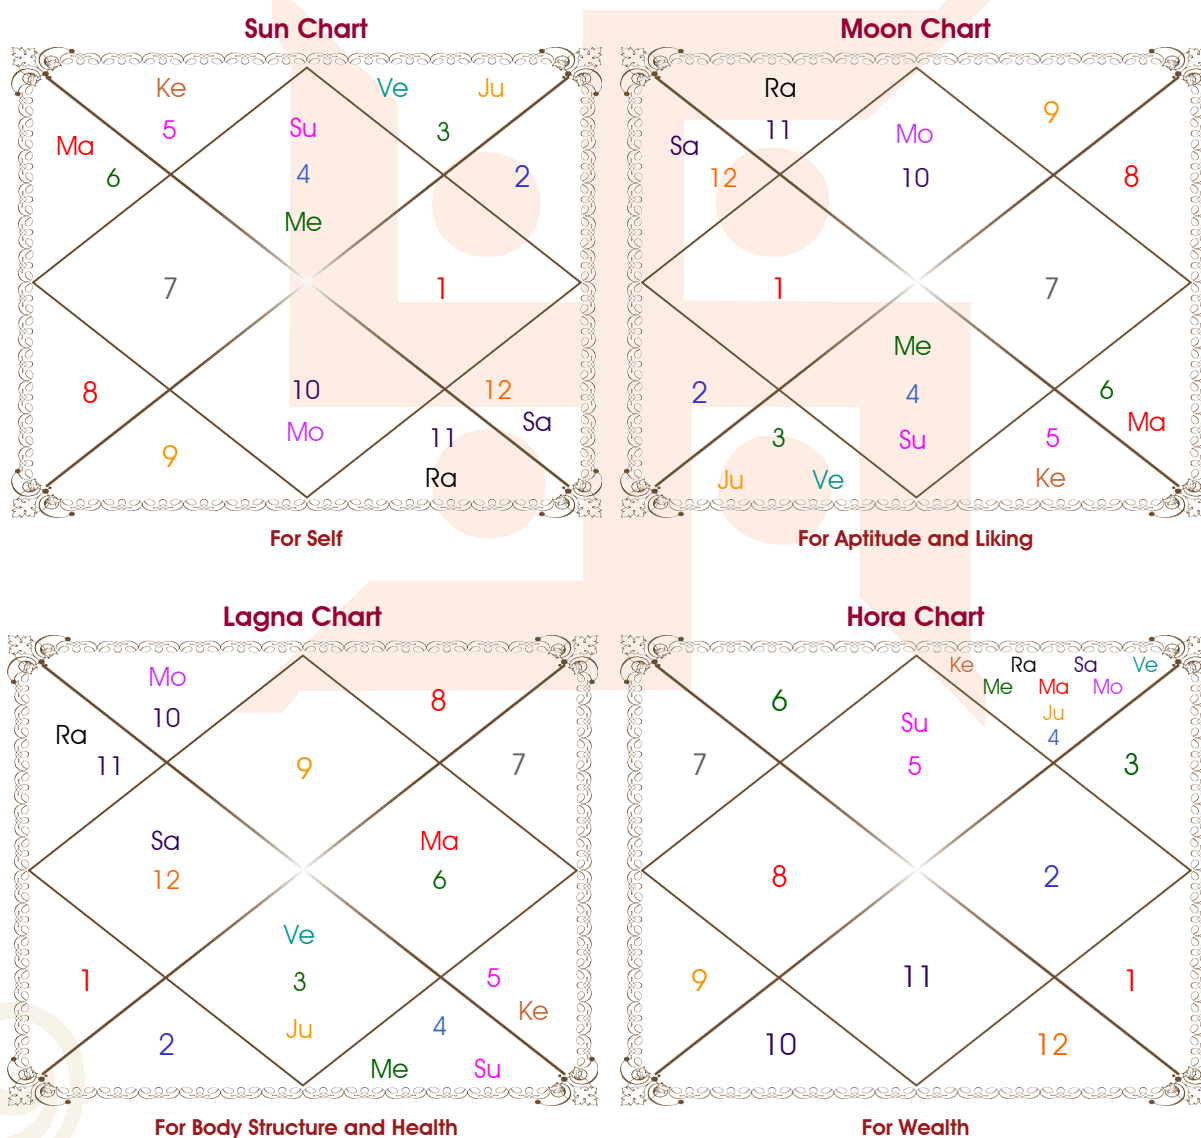 Sun Chart
Ke
5
Ma
6
Su
4
Me
Ve Ju
3
2
7
1
8
9
10
Mo
12
Sa
11
Ra
For Self
Moon Chart
Ra
11
Sa
12
Mo
10
9
8
1
7
Me
4
Su
2
3
Ju Ve
6
Ma
5
Ke
For Aptitude and Liking
Lagna Chart
Mo
10
Ra
11
9
8
7
Sa
12
Ma
6
Ve
3
Ju
1
2
5
Ke
4
Me Su
For Body Structure and Health
Hora Chart
Ke Ra Sa Ve
Me Ma Mo
Ju
4
6
7
Su
5
3
8
2
9
10
11
1
12
For Wealth